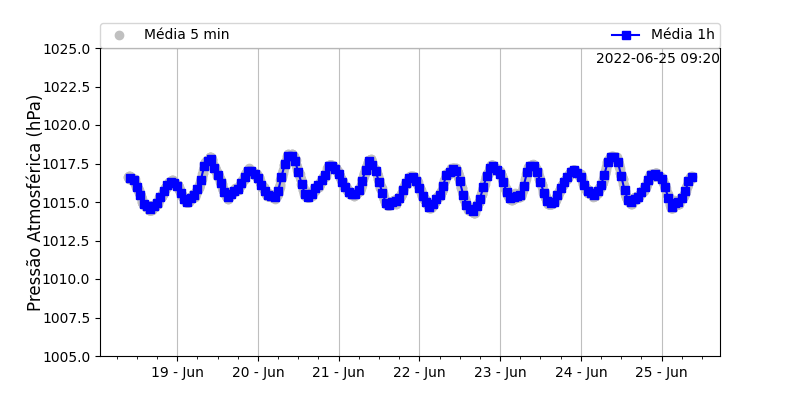 Média 5 min
Média 1h
2022-06-25 09:20
Pressão Atmosférica (hPa)
1025.0
1022.5
1020.0
1017.5
1015.0
1012.5
1010.0
1007.5
1005.0
19 - Jun
20 - Jun
21 - Jun
22 - Jun
23 - Jun
24 - Jun
25 - Jun